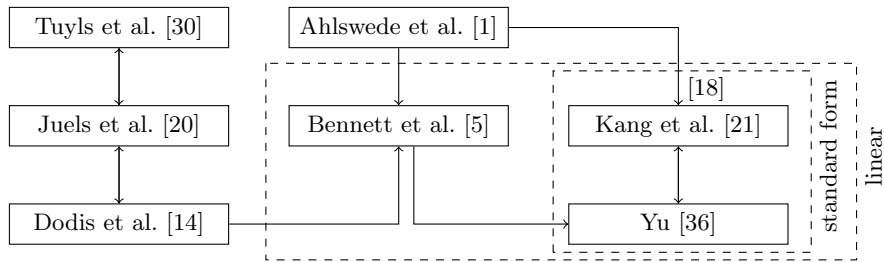 Tuyls et al. [30]
Ahlswede et al. [1]
[18]
Juels et al. [20]
Bennett et al. [5]
Kang et al. [21]
Dodis et al. [14]
Yu [36]
standard form
linear